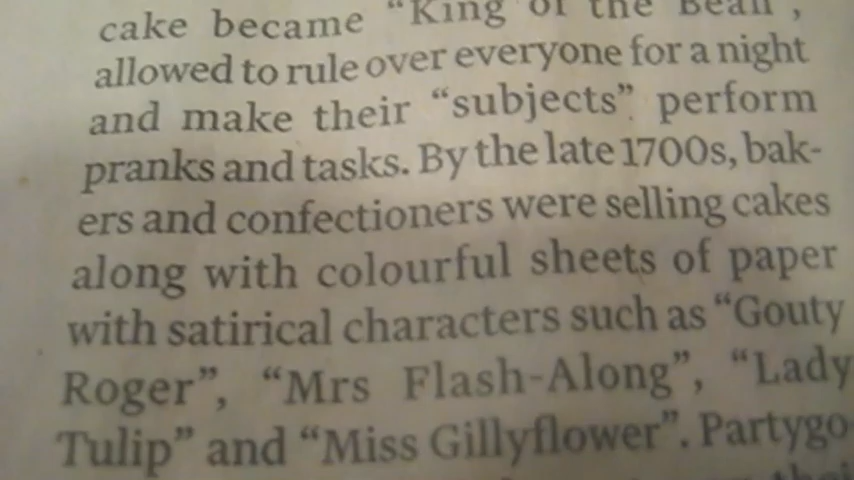 cake became “King of the Bean”,
allowed to rule over everyone for a night
and make their “subjects” perform
pranks and tasks. By the late 1700s, bak-
ers and confectioners were selling cakes
along with colourful sheets of paper
with satirical characters such as “Gouty
Roger”, “Mrs Flash-Along”, “Lady
Tulip” and “Miss Gillyflower”. Partygo
their